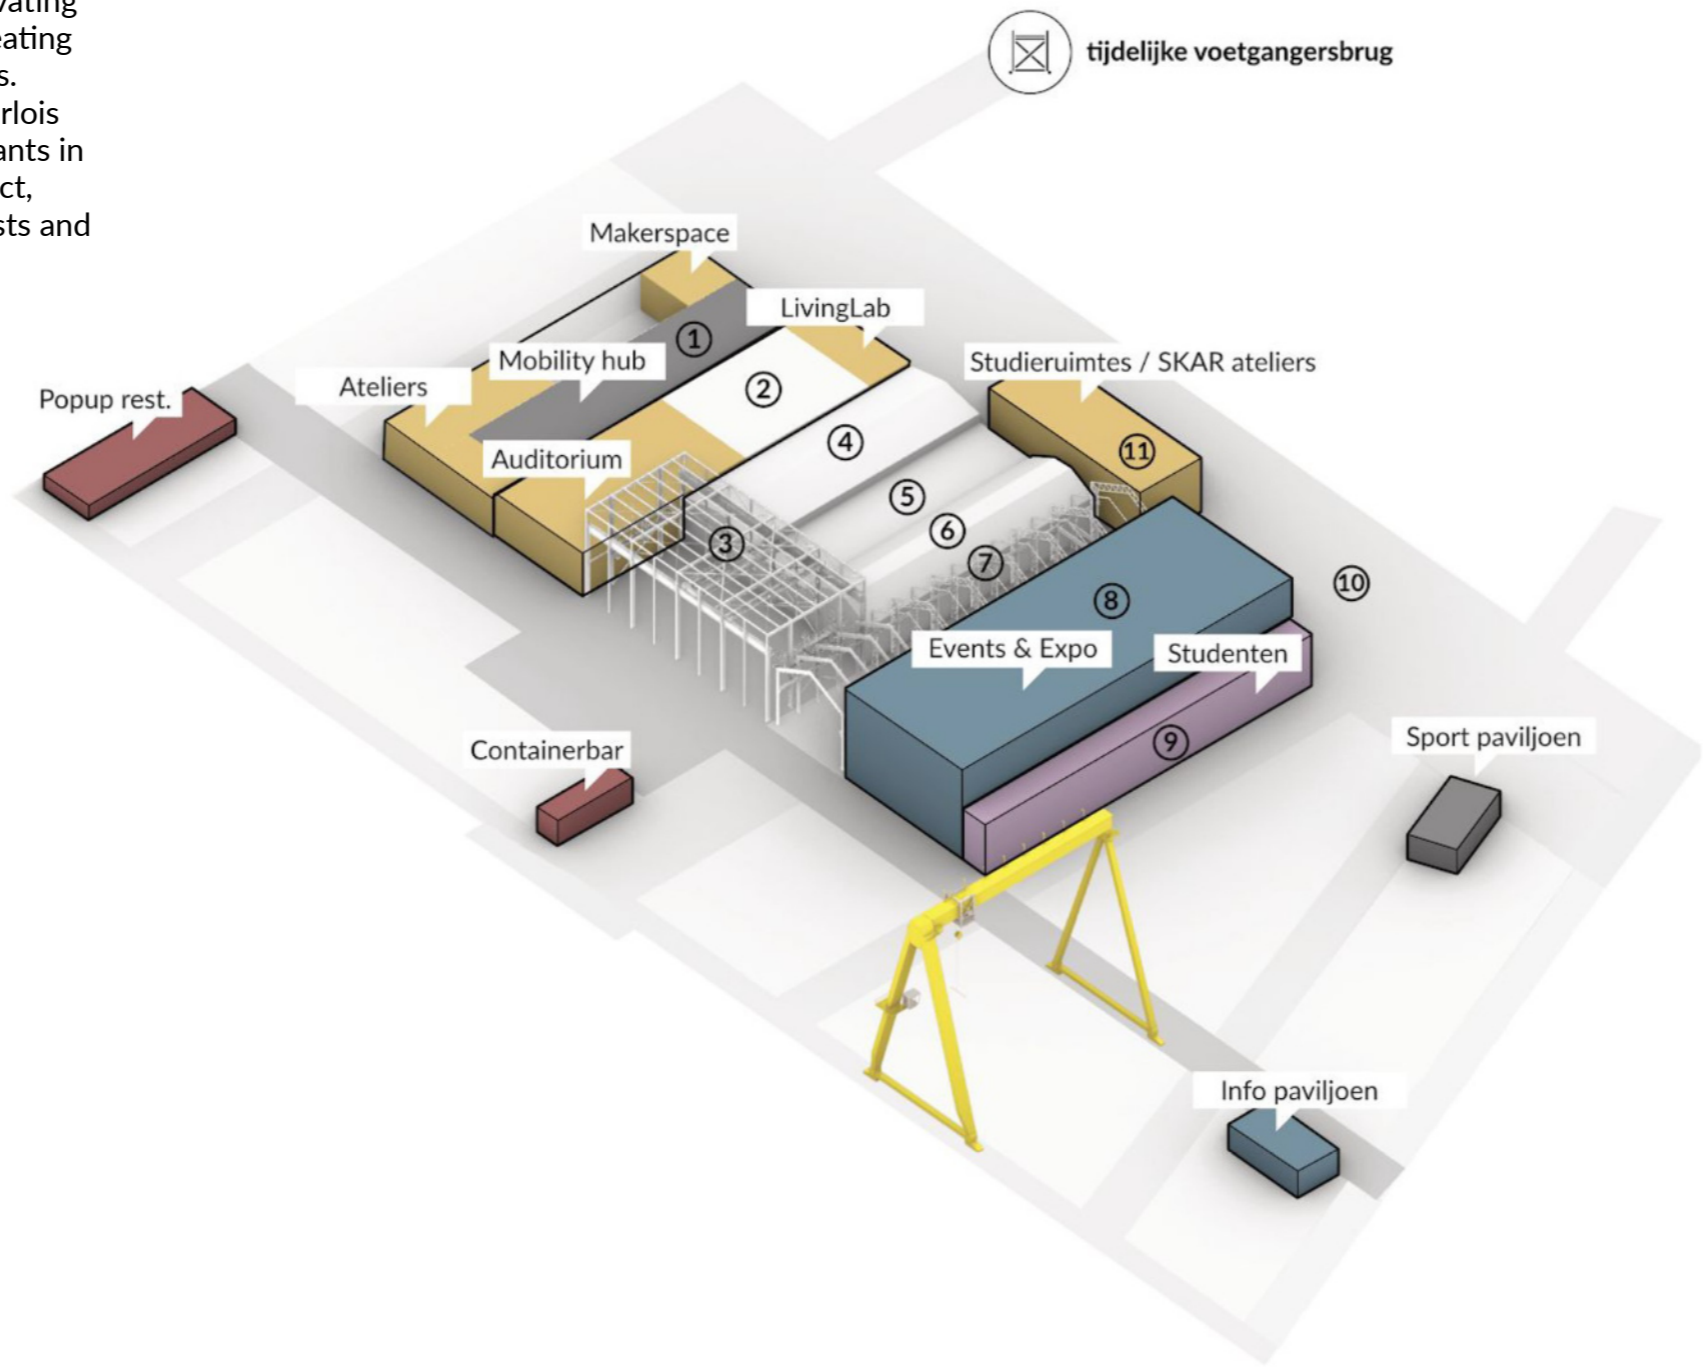 eating
s.
rlois
ants in
ct,
sts and
tijdelijke voetgangersbrug
Makerspace
LivingLab
1
Mobility hub
Studieruimtes / SKAR ateliers
Ateliers
2
Popup rest.
4
11
Auditorium
5
6
3
7
10
8
Events & Expo
Studenten
9
Containerbar
Sport paviljoen
Info paviljoen